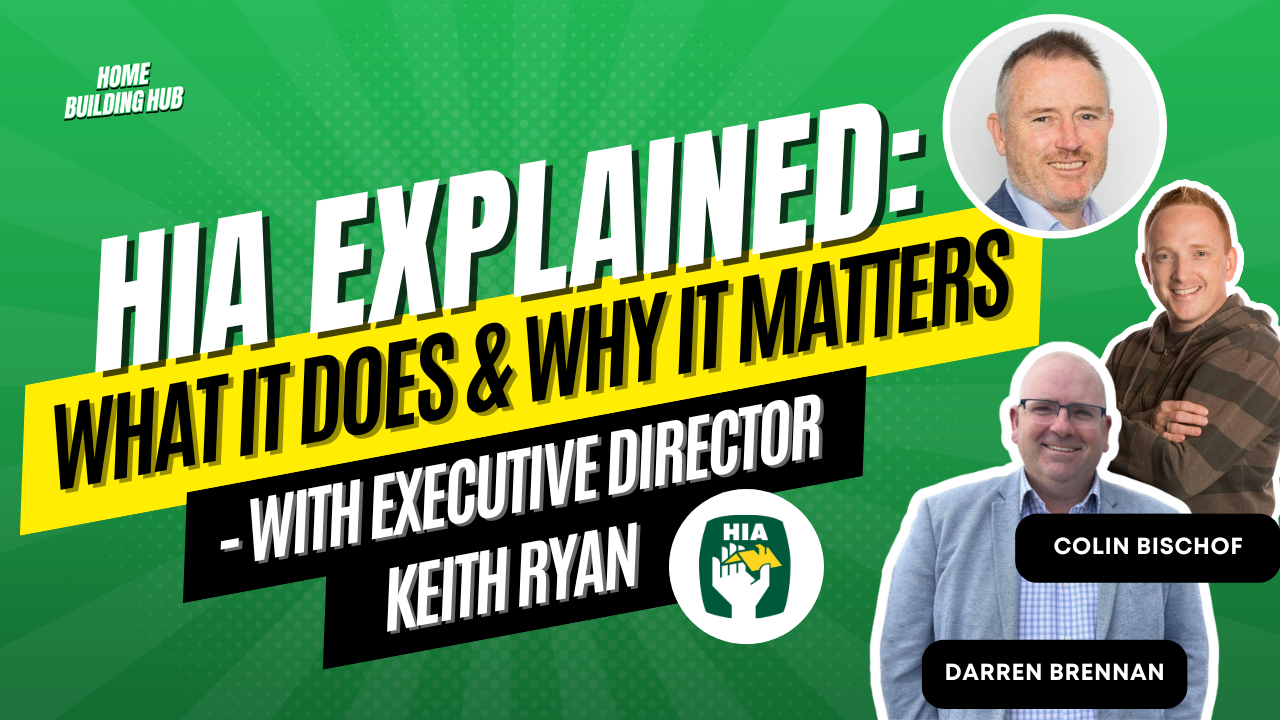 HOME
BUILDING HUB
HIA EXPLAINED:
WHAT IT DOES & WHY IT MATTERS
- WITH EXECUTIVE DIRECTOR
KEITH RYAN
HIA
COLIN BISCHOF
DARREN BRENNAN